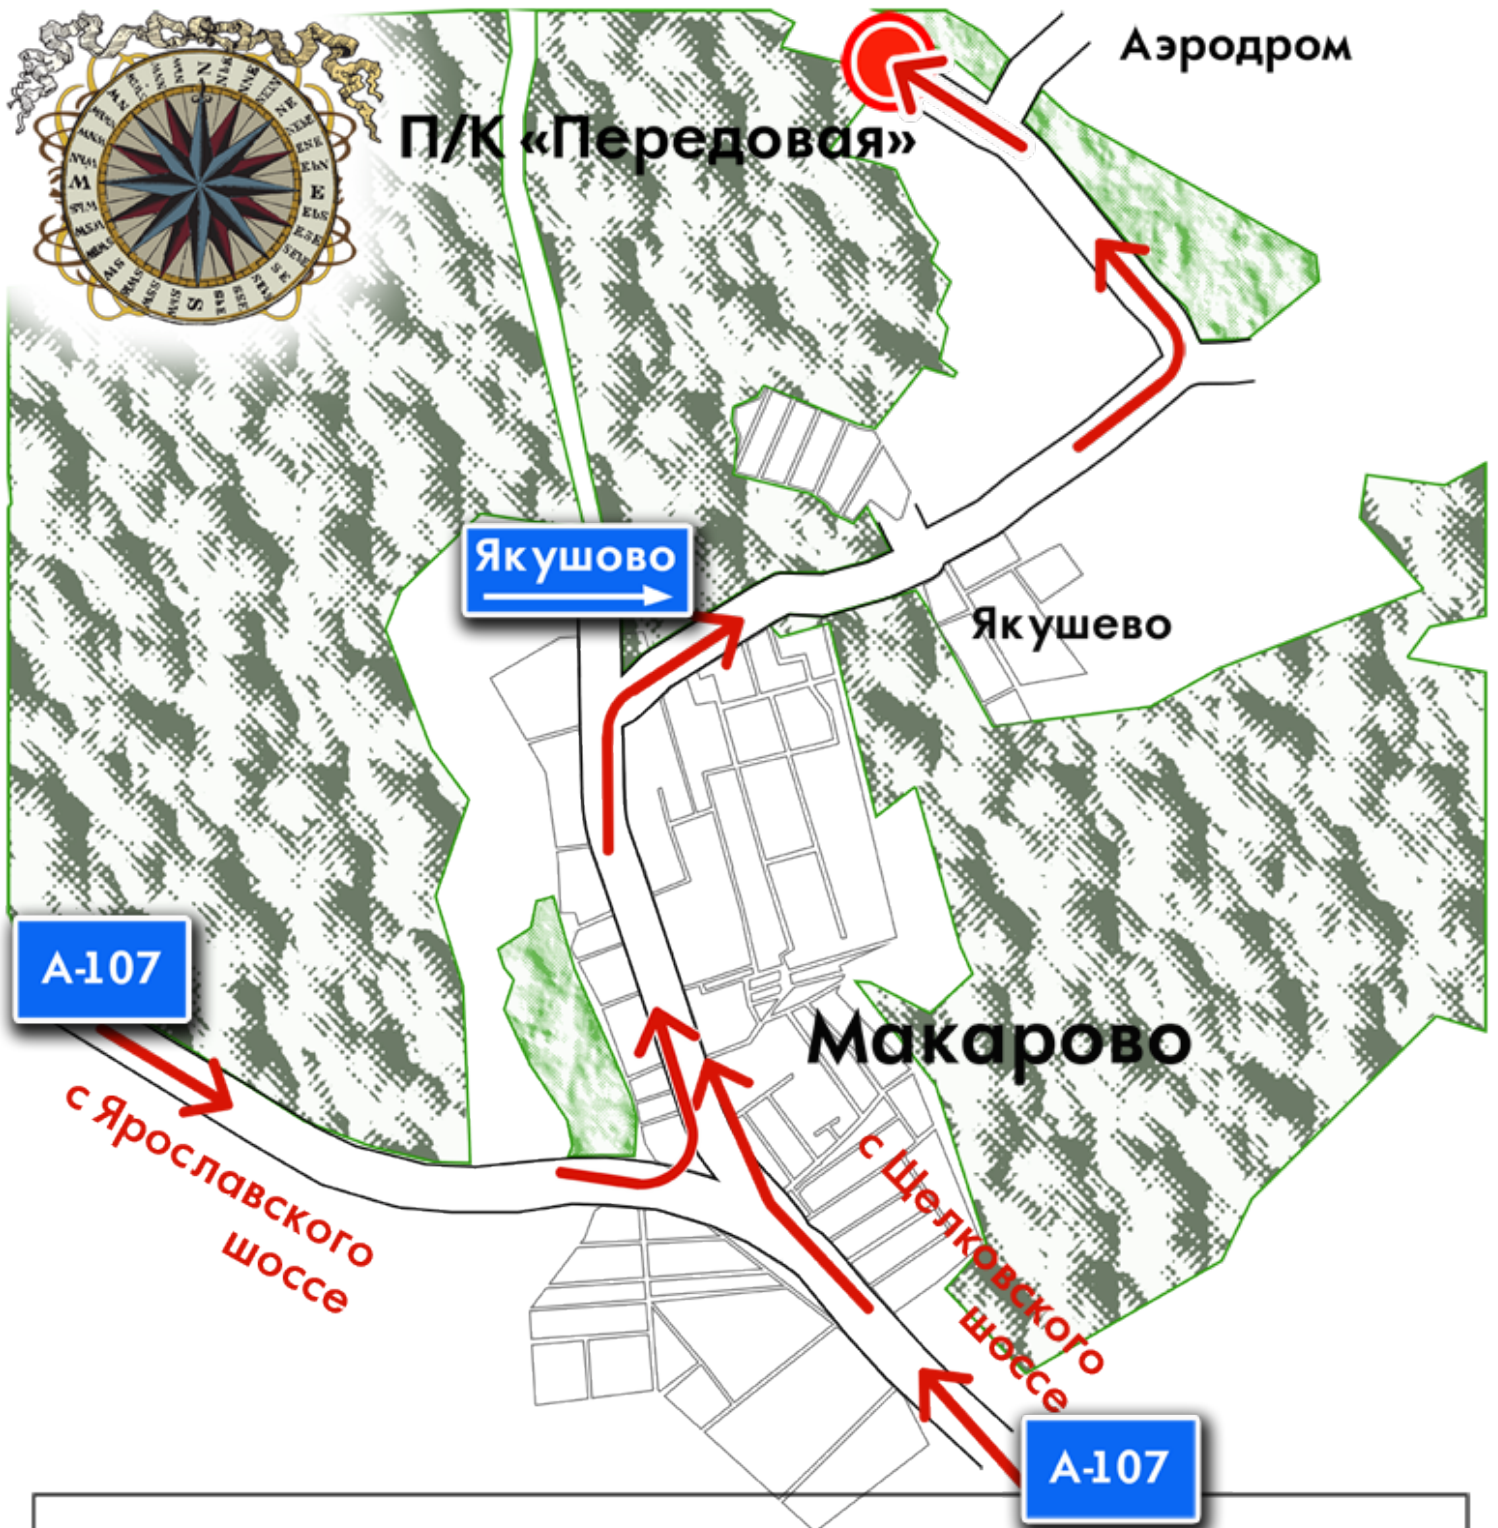 Аэродром
П/К «Передовая»
N
E
S
W
Якушово
Якушево
А-107
Макарово
с Ярославского
шоссе
с Щелковского
шоссе
А-107